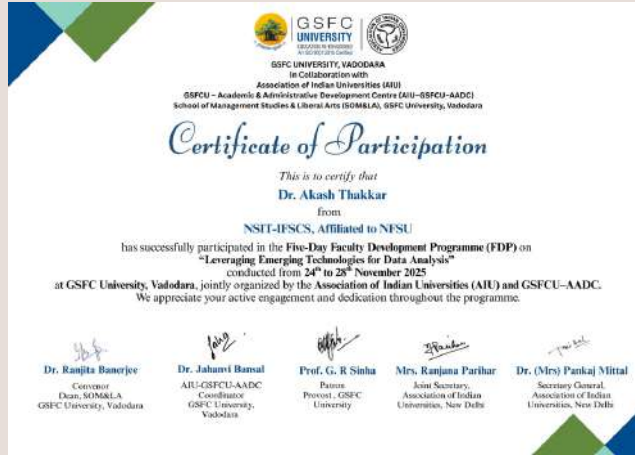 GSFC
UNIVERSITY
EDUCATION RE-ENVISIONED
GSFC UNIVERSITY, VADODARA
In Collaboration with
Association of Indian Universities (AIU)
GSFCU – Academic & Administrative Development Centre (AIU-GSFCU-AADC)
School of Management Studies & Liberal Arts (SOM&LA), GSFC University, Vadodara
Certificate of Participation
This is to certify that
Dr. Akash Thakkar
from
NSIT-IFSCS, Affiliated to NFSU
has successfully participated in the Five-Day Faculty Development Programme (FDP) on
"Leveraging Emerging Technologies for Data Analysis"
conducted from 24th to 28th November 2025
at GSFC University, Vadodara, jointly organized by the Association of Indian Universities (AIU) and GSFCU–AADC.
We appreciate your active engagement and dedication throughout the programme.
Dr. Ranjita Banerjee
Convenor
Dean, SOM&LA
GSFC University, Vadodara
Dr. Jahanvi Bansal
AIU-GSFCU-AADC
Coordinator
GSFC University,
Vadodara
Prof. G. R Sinha
Patron
Provost, GSFC
University
Mrs. Ranjana Parihar
Joint Secretary,
Association of Indian
Universities, New Delhi
Dr. (Mrs) Pankaj Mittal
Secretary General,
Association of Indian
Universities, New Delhi